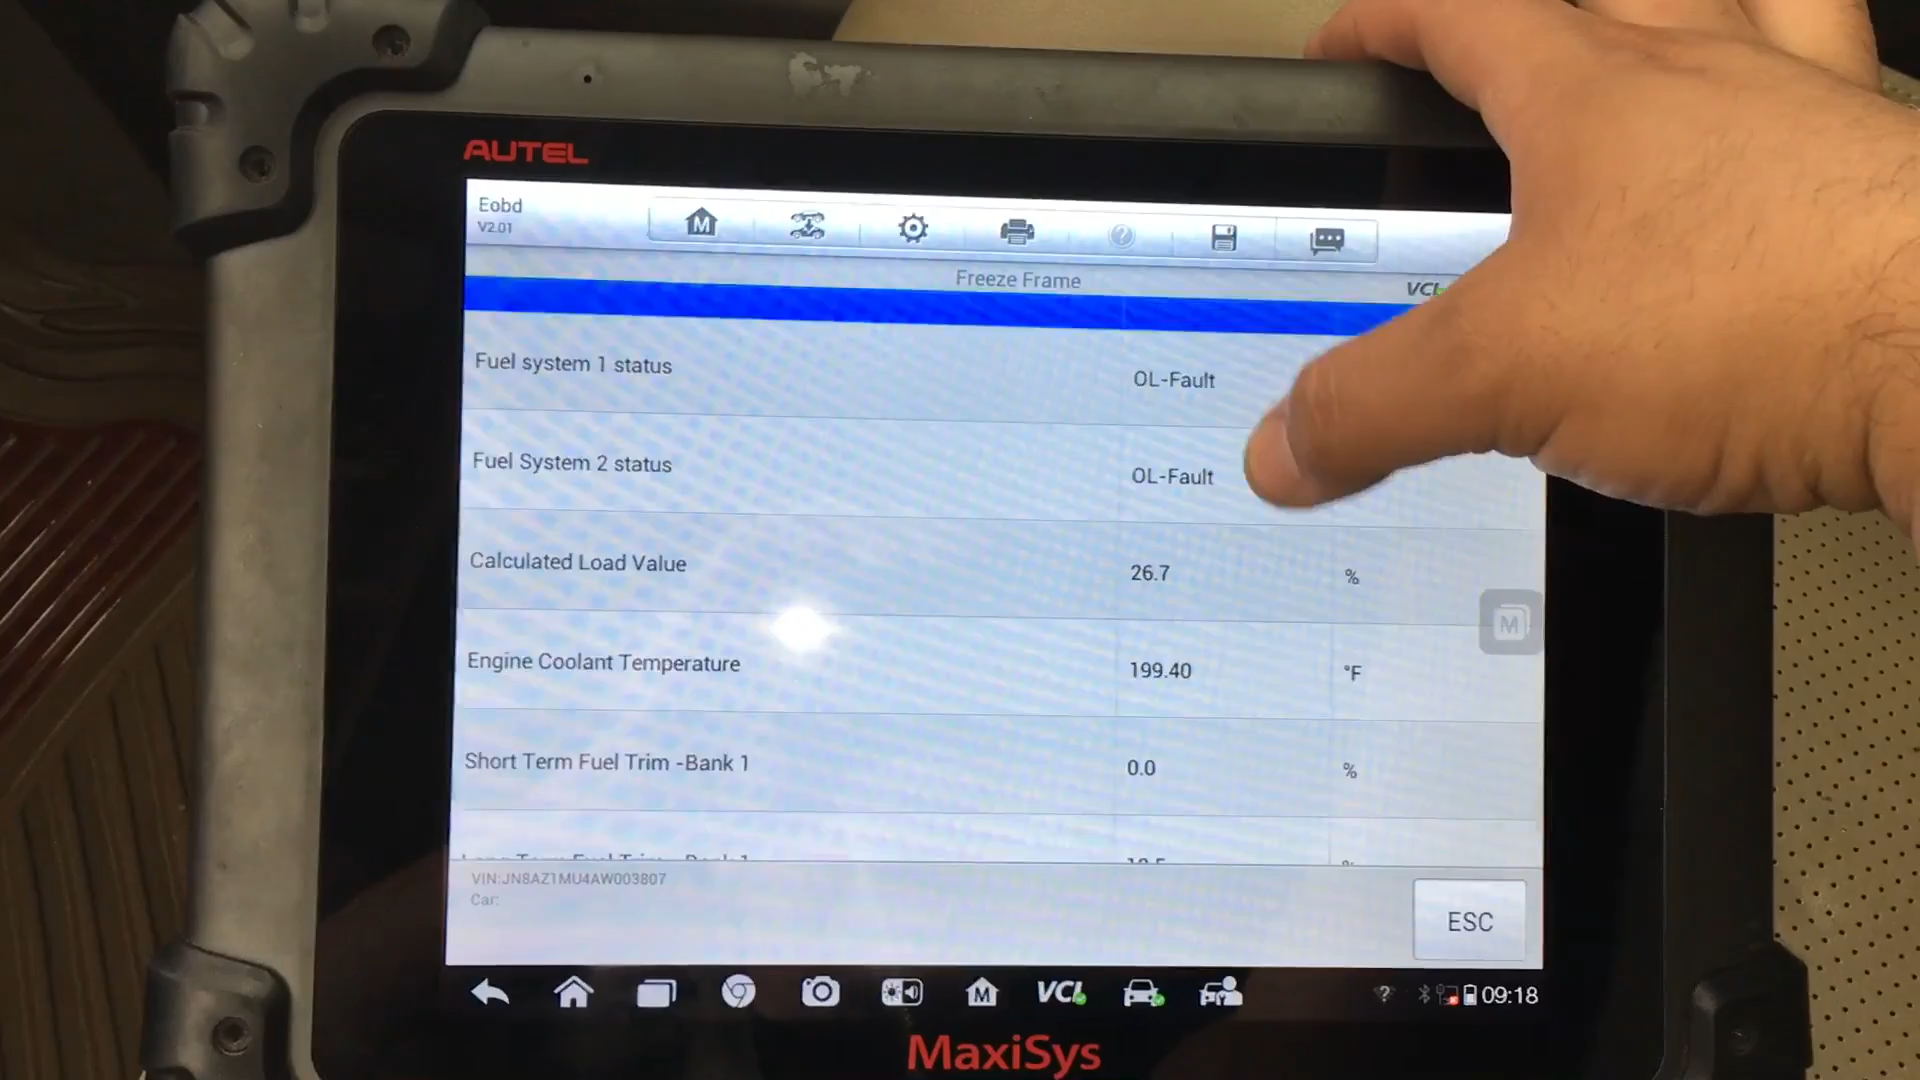 AUTEL
Eobd
V2.01
M
?
Freeze Frame
VCI
Fuel system 1 status OL-Fault
Fuel System 2 status OL-Fault
Calculated Load Value 26.7 %
M
Engine Coolant Temperature 199.40 °F
Short Term Fuel Trim -Bank 1 0.0 %
VIN:JN8AZ1MU4AW003807
Car:
ESC
M VCI ? 09:18
MaxiSys